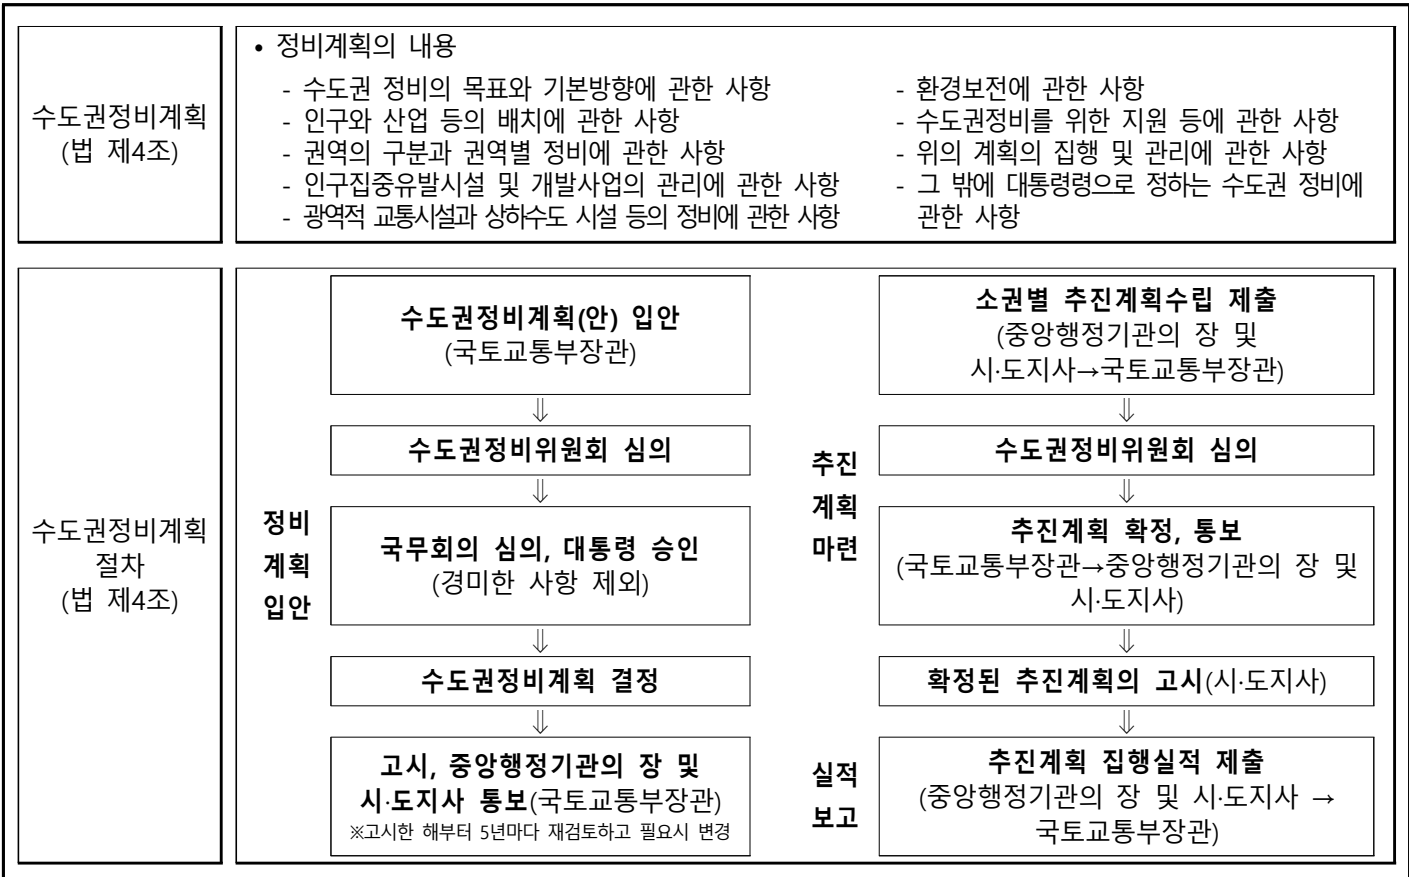 수도권정비계획
(법 제4조)
• 정비계획의 내용
- 수도권 정비의 목표와 기본방향에 관한 사항
- 인구와 산업 등의 배치에 관한 사항
- 권역의 구분과 권역별 정비에 관한 사항
- 인구집중유발시설 및 개발사업의 관리에 관한 사항
- 광역적 교통시설과 상하수도 시설 등의 정비에 관한 사항
- 환경보전에 관한 사항
- 수도권정비를 위한 지원 등에 관한 사항
- 위의 계획의 집행 및 관리에 관한 사항
- 그 밖에 대통령령으로 정하는 수도권 정비에
관한 사항
수도권정비계획
절차
(법 제4조)
정비
계획
입안
수도권정비계획(안) 입안
(국토교통부장관)
⇓
수도권정비위원회 심의
⇓
국무회의 심의, 대통령 승인
(경미한 사항 제외)
⇓
수도권정비계획 결정
⇓
고시, 중앙행정기관의 장 및
시·도지사 통보(국토교통부장관)
※고시한 해부터 5년마다 재검토하고 필요시 변경
추진
계획
마련
소권별 추진계획수립 제출
(중앙행정기관의 장 및
시·도지사→국토교통부장관)
⇓
수도권정비위원회 심의
⇓
추진계획 확정, 통보
(국토교통부장관→중앙행정기관의 장 및
시·도지사)
⇓
확정된 추진계획의 고시(시·도지사)
⇓
실적
보고
추진계획 집행실적 제출
(중앙행정기관의 장 및 시·도지사 →
국토교통부장관)